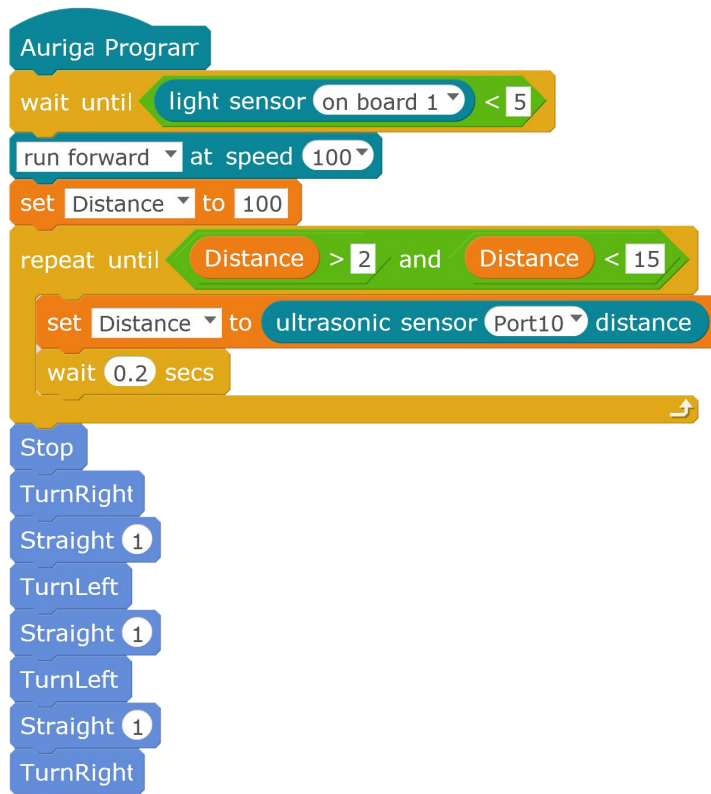 Auriga Program
wait until light sensor on board 1 < 5
run forward at speed 100
set Distance to 100
repeat until Distance > 2 and Distance < 15
set Distance to ultrasonic sensor Port10 distance
wait 0.2 secs
Stop
TurnRight
Straight 1
TurnLeft
Straight 1
TurnLeft
Straight 1
TurnRight